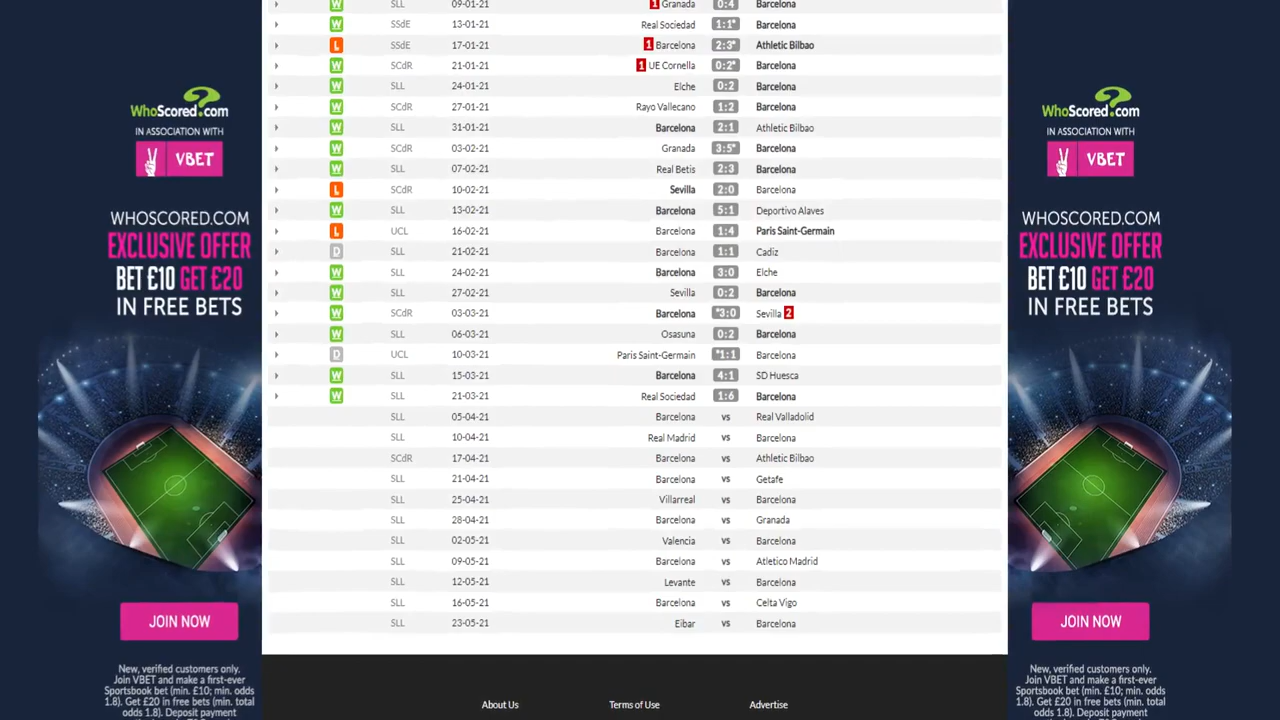 W SLL 09-01-21 1 Granada 0:4 Barcelona
W SSdE 13-01-21 Real Sociedad 1:1* Barcelona
L SSdE 17-01-21 1 Barcelona 2:3* Athletic Bilbao
W SCdR 21-01-21 1 UE Cornella 0:2* Barcelona
W SLL 24-01-21 Elche 0:2 Barcelona
W SCdR 27-01-21 Rayo Vallecano 1:2 Barcelona
W SLL 31-01-21 Barcelona 2:1 Athletic Bilbao
W SCdR 03-02-21 Granada 3:5* Barcelona
W SLL 07-02-21 Real Betis 2:3 Barcelona
L SCdR 10-02-21 Sevilla 2:0 Barcelona
W SLL 13-02-21 Barcelona 5:1 Deportivo Alaves
L UCL 16-02-21 Barcelona 1:4 Paris Saint-Germain
D SLL 21-02-21 Barcelona 1:1 Cadiz
W SLL 24-02-21 Barcelona 3:0 Elche
W SLL 27-02-21 Sevilla 0:2 Barcelona
W SCdR 03-03-21 Barcelona *3:0 Sevilla 2
W SLL 06-03-21 Osasuna 0:2 Barcelona
D UCL 10-03-21 Paris Saint-Germain *1:1 Barcelona
W SLL 15-03-21 Barcelona 4:1 SD Huesca
W SLL 21-03-21 Real Sociedad 1:6 Barcelona
SLL 05-04-21 Barcelona vs Real Valladolid
SLL 10-04-21 Real Madrid vs Barcelona
SCdR 17-04-21 Barcelona vs Athletic Bilbao
SLL 21-04-21 Barcelona vs Getafe
SLL 25-04-21 Villarreal vs Barcelona
SLL 28-04-21 Barcelona vs Granada
SLL 02-05-21 Valencia vs Barcelona
SLL 09-05-21 Barcelona vs Atletico Madrid
SLL 12-05-21 Levante vs Barcelona
SLL 16-05-21 Barcelona vs Celta Vigo
SLL 23-05-21 Eibar vs Barcelona
About Us Terms of Use Advertise
WhoScored.com
IN ASSOCIATION WITH
VBET
WHOSCORED.COM
EXCLUSIVE OFFER
BET £10 GET £20
IN FREE BETS
JOIN NOW
New, verified customers only.
Join VBET and make a first-ever
Sportsbook bet (min. £10; min. odds
1.8). Get £20 in free bets (min. total
odds 1.8). Deposit payment
WhoScored.com
IN ASSOCIATION WITH
VBET
WHOSCORED.COM
EXCLUSIVE OFFER
BET £10 GET £20
IN FREE BETS
JOIN NOW
New, verified customers only.
Join VBET and make a first-ever
Sportsbook bet (min. £10; min. odds
1.8). Get £20 in free bets (min. total
odds 1.8). Deposit payment